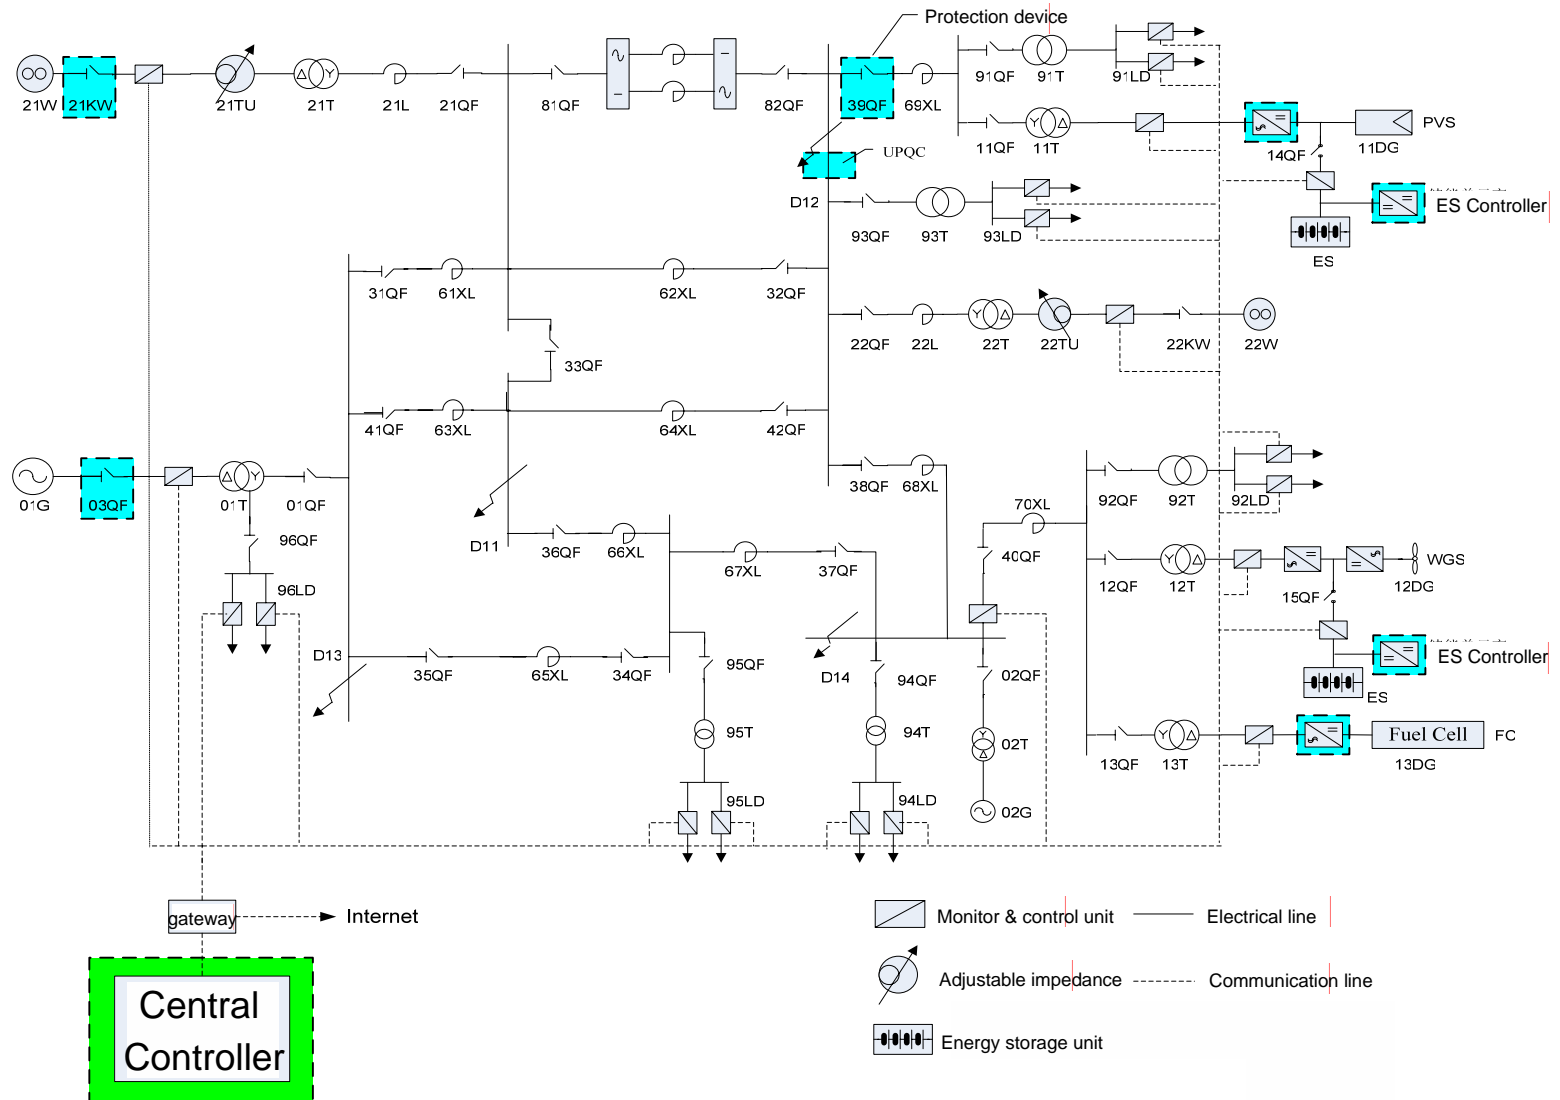 Protection device
21W
21KW
21TU
21T
21L
21QF
81QF
82QF
39QF
69XL
91QF
91T
91LD
11QF
11T
14QF
11DG
PVS
UPQC
D12
93QF
93T
93LD
ES Controller
ES
31QF
61XL
62XL
32QF
22QF
22L
22T
22TU
22KW
22W
33QF
41QF
63XL
64XL
42QF
01G
03QF
01T
01QF
38QF
68XL
70XL
92QF
92T
92LD
96QF
D11
36QF
66XL
67XL
37QF
40QF
12QF
12T
15QF
12DG
WGS
96LD
D13
35QF
65XL
34QF
95QF
D14
94QF
02QF
ES Controller
ES
95T
94T
02T
13QF
13T
Fuel Cell
FC
13DG
95LD
94LD
02G
gateway
Internet
Central
Controller
Monitor & control unit
Electrical line
Adjustable impedance
Communication line
Energy storage unit